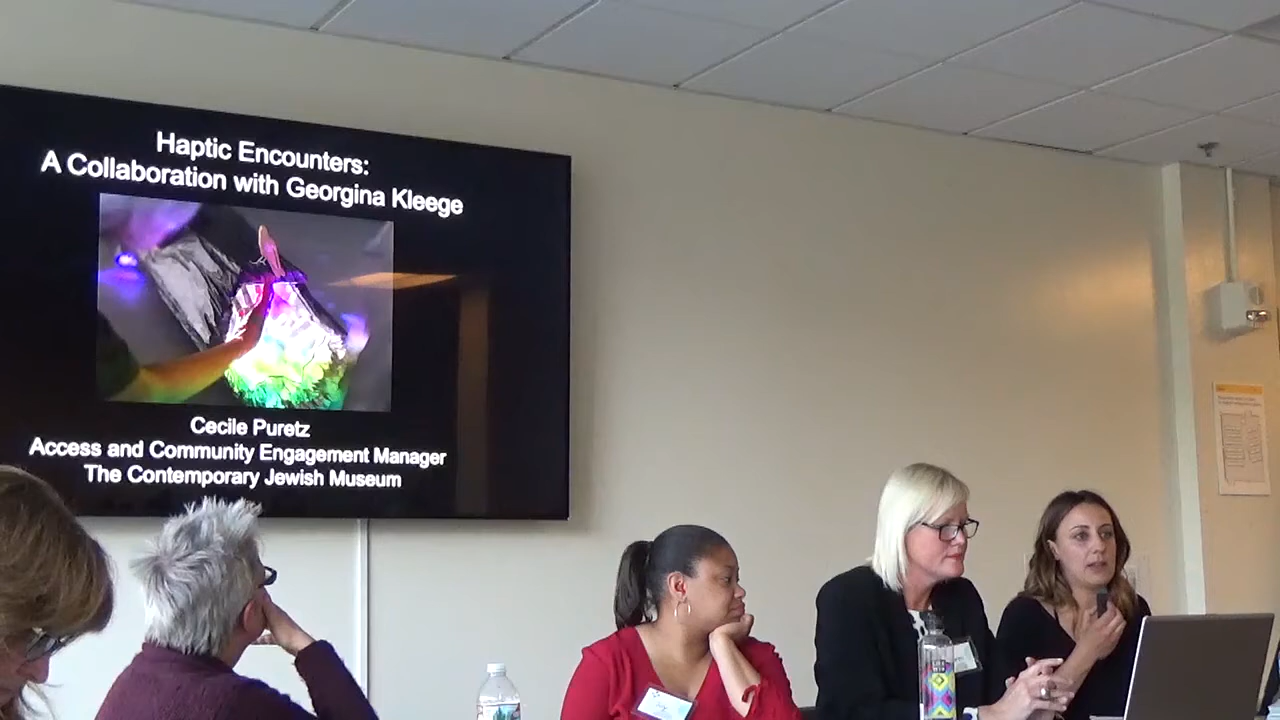 Haptic Encounters:
A Collaboration with Georgina Kleege
Cecile Puretz
Access and Community Engagement Manager
The Contemporary Jewish Museum